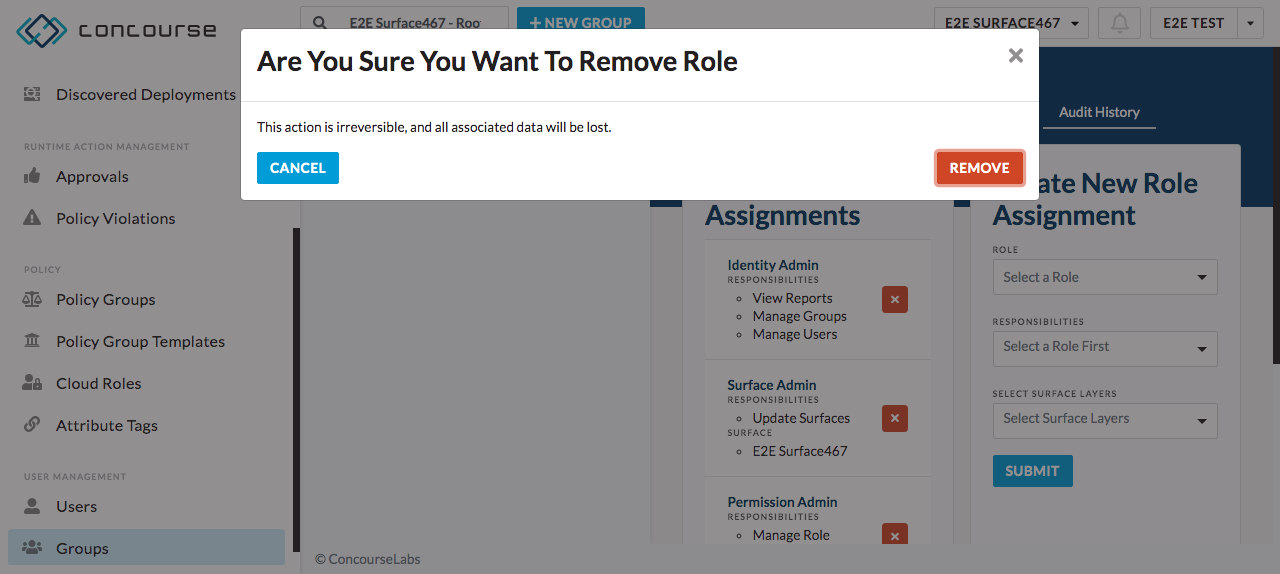 CONCOURSE
E2E Surface467 - Roo
+ NEW GROUP
E2E SURFACE467
E2E TEST
Are You Sure You Want To Remove Role
×
This action is irreversible, and all associated data will be lost.
CANCEL
REMOVE
Discovered Deployments
RUNTIME ACTION MANAGEMENT
Approvals
Policy Violations
POLICY
Policy Groups
Policy Group Templates
Cloud Roles
Attribute Tags
USER MANAGEMENT
Users
Groups
Audit History
Assignments
Identity Admin
RESPONSIBILITIES
View Reports
Manage Groups
Manage Users
Surface Admin
RESPONSIBILITIES
Update Surfaces
SURFACE
E2E Surface467
Permission Admin
RESPONSIBILITIES
Manage Role
ate New Role
Assignment
ROLE
Select a Role
RESPONSIBILITIES
Select a Role First
SELECT SURFACE LAYERS
Select Surface Layers
SUBMIT
© ConcourseLabs